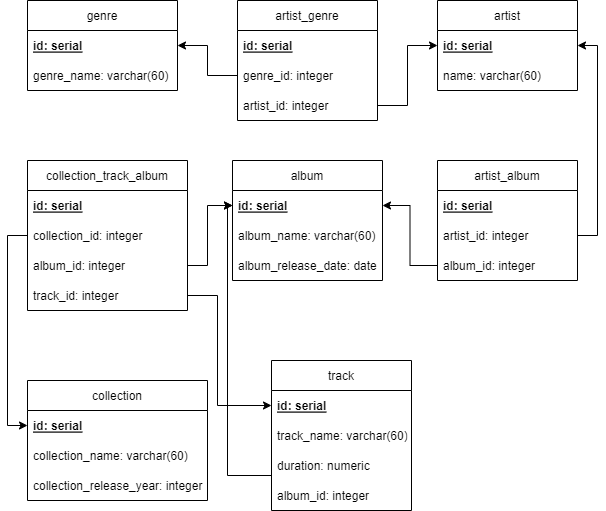 genre
id: serial
genre_name: varchar(60)
artist_genre
id: serial
genre_id: integer
artist_id: integer
artist
id: serial
name: varchar(60)
collection_track_album
id: serial
collection_id: integer
album_id: integer
track_id: integer
album
id: serial
album_name: varchar(60)
album_release_date: date
artist_album
id: serial
artist_id: integer
album_id: integer
collection
id: serial
collection_name: varchar(60)
collection_release_year: integer
track
id: serial
track_name: varchar(60)
duration: numeric
album_id: integer